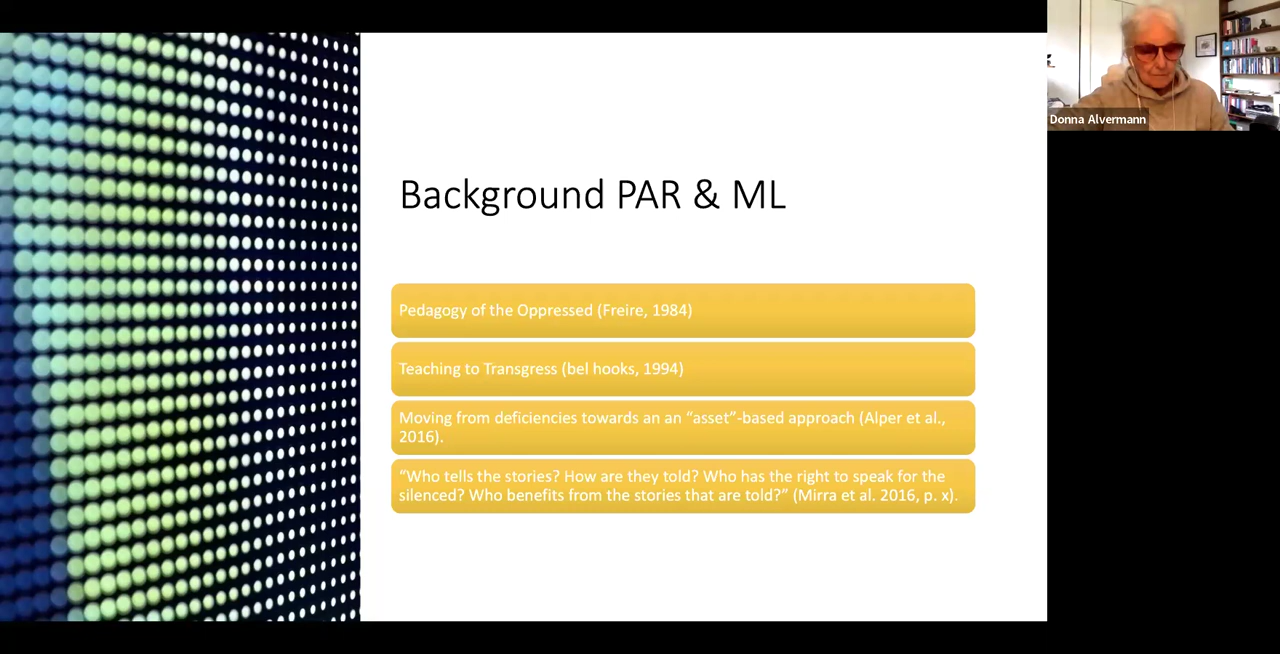 Background PAR & ML
Pedagogy of the Oppressed (Freire, 1984)
Teaching to Transgress (bel hooks, 1994)
Moving from deficiencies towards an an “asset”-based approach (Alper et al.,
2016).
“Who tells the stories? How are they told? Who has the right to speak for the
silenced? Who benefits from the stories that are told?” (Mirra et al. 2016, p. x).
Donna Alvermann